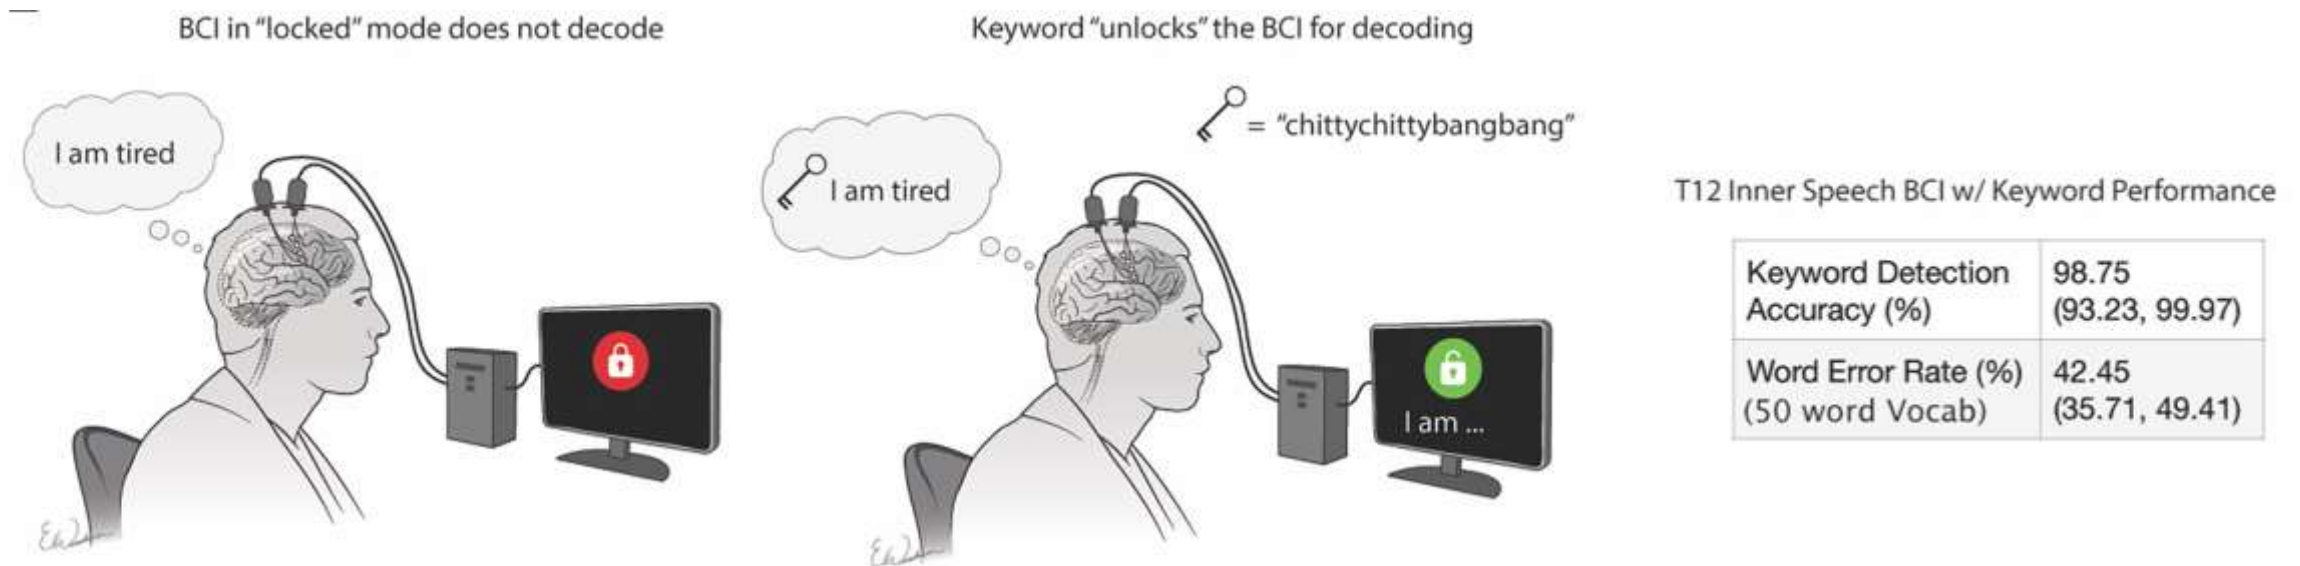 BCI in “locked” mode does not decode
I am tired
Keyword “unlocks” the BCI for decoding
= “chittychittybangbang”
I am tired
I am ...
T12 Inner Speech BCI w/ Keyword Performance
Keyword Detection
Accuracy (%)
98.75
(93.23, 99.97)
Word Error Rate (%)
(50 word Vocab)
42.45
(35.71, 49.41)